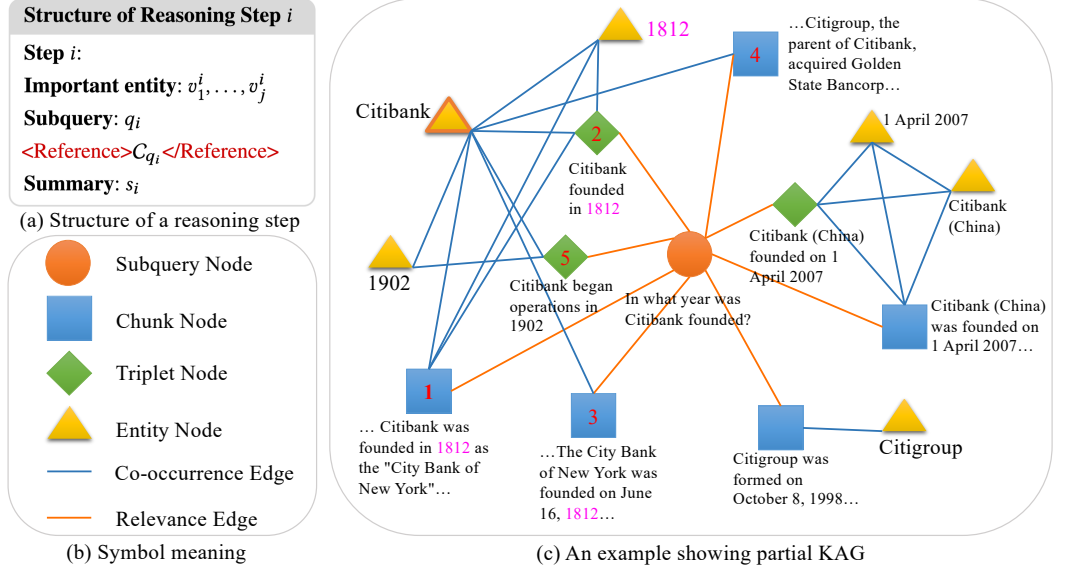 Structure of Reasoning Step i
Step i:
Important entity: v₁ⁱ, . . . , vⱼⁱ
Subquery: qᵢ
<Reference>C_{qᵢ}</Reference>
Summary: sᵢ
(a) Structure of a reasoning step
Subquery Node
Chunk Node
Triplet Node
Entity Node
Co-occurrence Edge
Relevance Edge
(b) Symbol meaning
1812
Citibank
2
Citibank
founded
in 1812
4
…Citigroup, the
parent of Citibank,
acquired Golden
State Bancorp…
1 April 2007
Citibank
(China)
Citibank (China)
founded on 1
April 2007
1902
5
Citibank began
operations in
1902
In what year was
Citibank founded?
Citibank (China)
was founded on
1 April 2007…
1
… Citibank was
founded in 1812 as
the "City Bank of
New York"…
3
…The City Bank
of New York was
founded on June
16, 1812…
Citigroup was
formed on
October 8, 1998…
Citigroup
(c) An example showing partial KAG